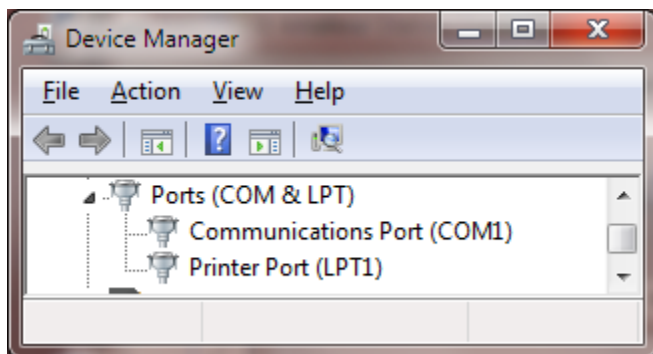 Device Manager
File Action View Help
Ports (COM & LPT)
Communications Port (COM1)
Printer Port (LPT1)